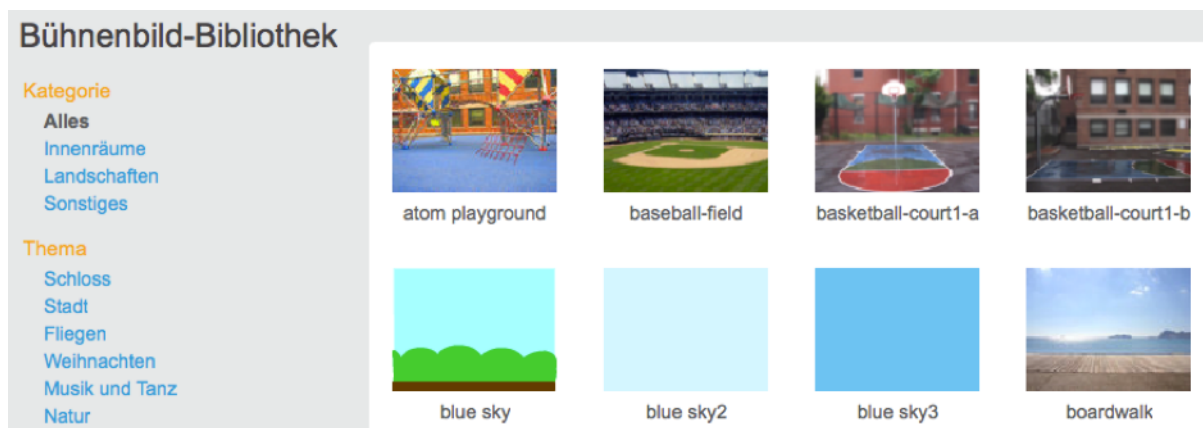 Bühnenbild-Bibliothek
Kategorie
Alles
Innenräume
Landschaften
Sonstiges
Thema
Schloss
Stadt
Fliegen
Weihnachten
Musik und Tanz
Natur
atom playground
baseball-field
basketball-court1-a
basketball-court1-b
blue sky
blue sky2
blue sky3
boardwalk